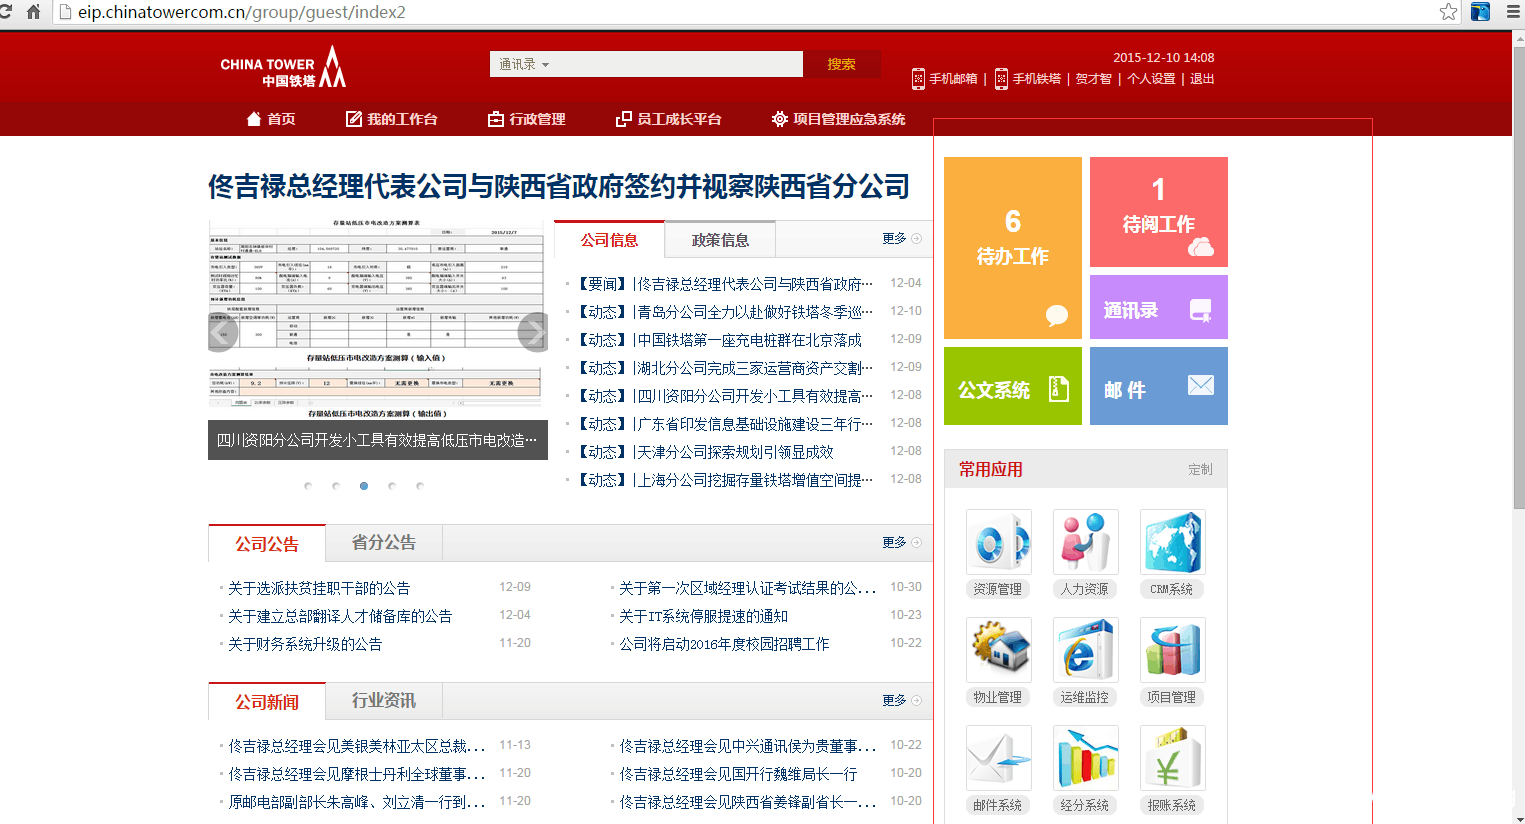 eip.chinatowercom.cn/group/guest/index2
CHINA TOWER
中国铁塔
通讯录
搜索
2015-12-10 14:08
手机邮箱 | 手机铁塔 | 贺才智 | 个人设置 | 退出
首页 我的工作台 行政管理 员工成长平台 项目管理应急系统
佟吉禄总经理代表公司与陕西省政府签约并视察陕西省分公司
存量站低压市电改造方案测算表
2015/12/7
存量站低压市电改造方案测算（输入值）
9.2 12 无需更换 无需更换
存量站低压市电改造方案测算（输出值）
四川资阳分公司开发小工具有效提高低压市电改造…
公司信息 政策信息 更多
【要闻】|佟吉禄总经理代表公司与陕西省政府… 12-04
【动态】|青岛分公司全力以赴做好铁塔冬季巡… 12-10
【动态】|中国铁塔第一座充电桩群在北京落成 12-09
【动态】|湖北分公司完成三家运营商资产交割… 12-09
【动态】|四川资阳分公司开发小工具有效提高… 12-08
【动态】|广东省印发信息基础设施建设三年行… 12-08
【动态】|天津分公司探索规划引领显成效 12-08
【动态】|上海分公司挖掘存量铁塔增值空间提… 12-08
6
待办工作
1
待阅工作
通讯录
公文系统
邮 件
公司公告 省分公告 更多
关于选派扶贫挂职干部的公告 12-09
关于第一次区域经理认证考试结果的公... 10-30
关于建立总部翻译人才储备库的公告 12-04
关于IT系统停服提速的通知 10-23
关于财务系统升级的公告 11-20
公司将启动2016年度校园招聘工作 10-22
公司新闻 行业资讯 更多
佟吉禄总经理会见美银美林亚太区总裁... 11-13
佟吉禄总经理会见中兴通讯侯为贵董事... 10-22
佟吉禄总经理会见摩根士丹利全球董事... 11-20
佟吉禄总经理会见国开行魏维局长一行 10-20
原邮电部副部长朱高峰、刘立清一行到... 11-20
佟吉禄总经理会见陕西省姜锋副省长一... 10-20
常用应用 定制
资源管理 人力资源 CRM系统
物业管理 运维监控 项目管理
邮件系统 经分系统 报账系统